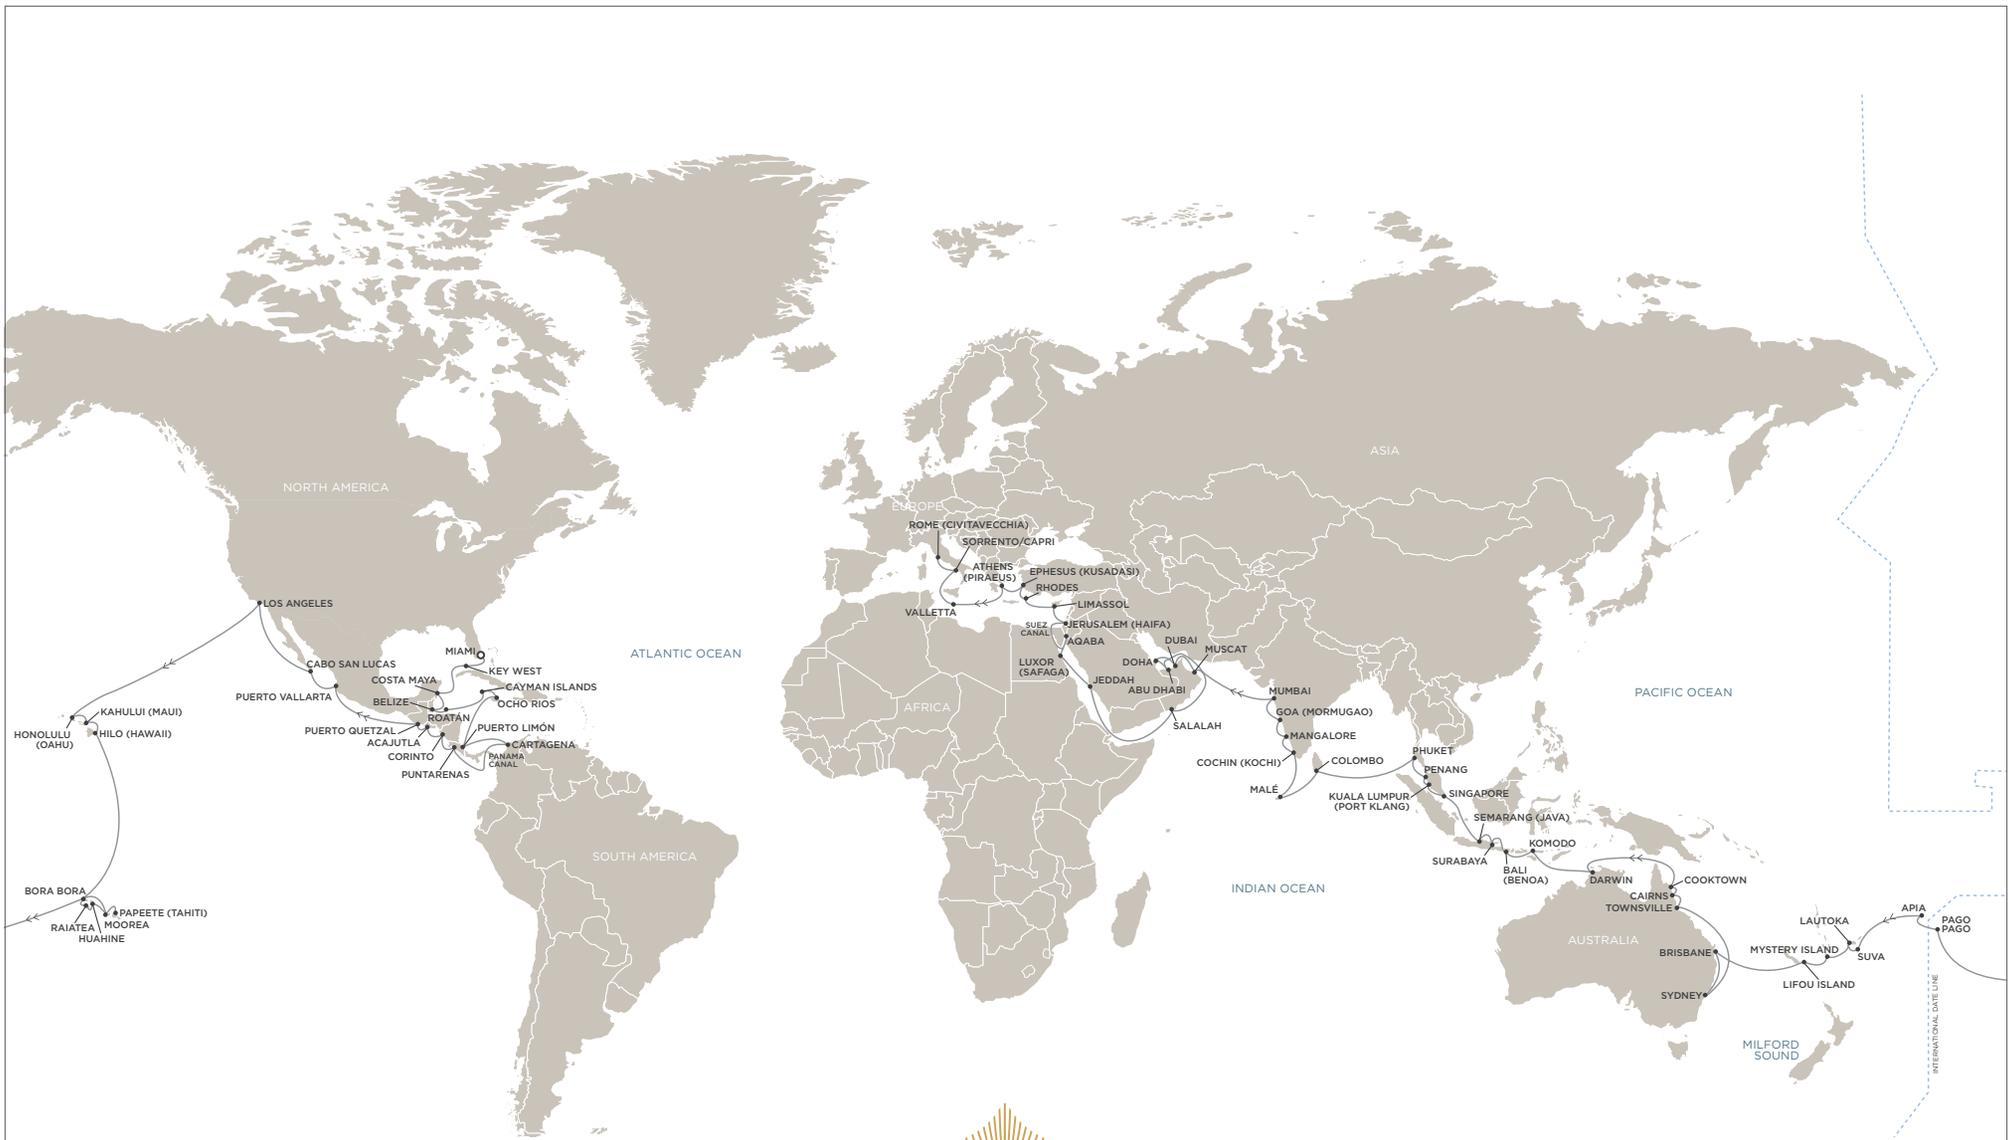 NORTH AMERICA
ASIA
EUROPE
ROME (CIVITAVECCHIA)
SORRENTO/CAPRI
ATHENS
(PIRAEUS)
EPHESUS (KUSADASI)
RHODES
VALLETTA
LIMASSOL
SUEZ
CANAL
JERUSALEM (HAIFA)
AQABA
LUXOR
(SAFAGA)
JEDDAH
DOHA
DUBAI
MUSCAT
ABU DHABI
SALALAH
LOS ANGELES
CABO SAN LUCAS
PUERTO VALLARTA
MIAMI
KEY WEST
COSTA MAYA
CAYMAN ISLANDS
BELIZE
OCHO RIOS
ROATÁN
PUERTO QUETZAL
PUERTO LIMÓN
ACAJUTLA
CARTAGENA
CORINTO
PANAMA
CANAL
PUNTARENAS
ATLANTIC OCEAN
KAHULUI (MAUI)
HONOLULU
(OAHU)
HILO (HAWAII)
AFRICA
MUMBAI
GOA (MORMUGAO)
MANGALORE
COCHIN (KOCHI)
COLOMBO
MALÉ
PHUKET
PENANG
KUALA LUMPUR
(PORT KLANG)
SINGAPORE
SEMARANG (JAVA)
SURABAYA
BALI
(BENOA)
KOMODO
PACIFIC OCEAN
SOUTH AMERICA
INDIAN OCEAN
DARWIN
COOKTOWN
CAIRNS
TOWNSVILLE
AUSTRALIA
BRISBANE
SYDNEY
BORA BORA
PAPEETE (TAHITI)
RAIATEA
MOOREA
HUAHINE
APIA
PAGO
PAGO
LAUTOKA
MYSTERY ISLAND
SUVA
LIFOU ISLAND
MILFORD
SOUND
INTERNATIONAL DATE LINE